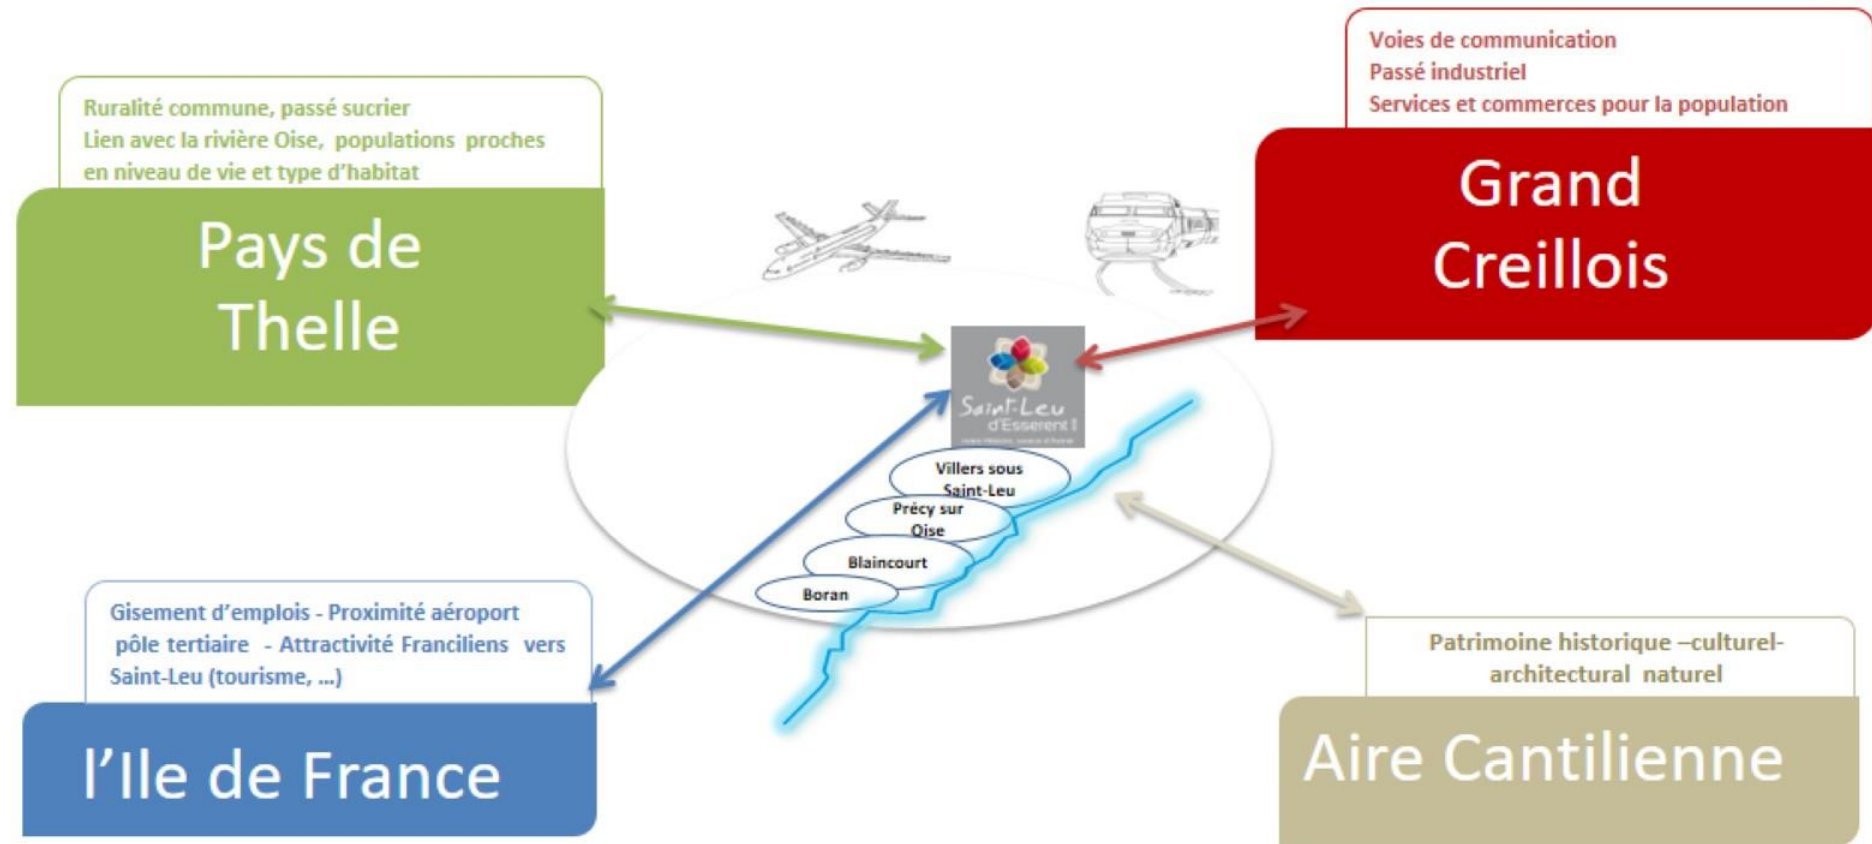 Ruralité commune, passé sucrier
Lien avec la rivière Oise, populations proches
en niveau de vie et type d'habitat
Pays de
Thelle
Voies de communication
Passé industriel
Services et commerces pour la population
Grand
Creillois
Saint-Leu
d'Esserent
Villers sous
Saint-Leu
Précy sur
Oise
Blaincourt
Boran
Gisement d'emplois - Proximité aéroport
pôle tertiaire - Attractivité Franciliens vers
Saint-Leu (tourisme, ...)
l'Ile de France
Patrimoine historique –culturel-
architectural naturel
Aire Cantilienne